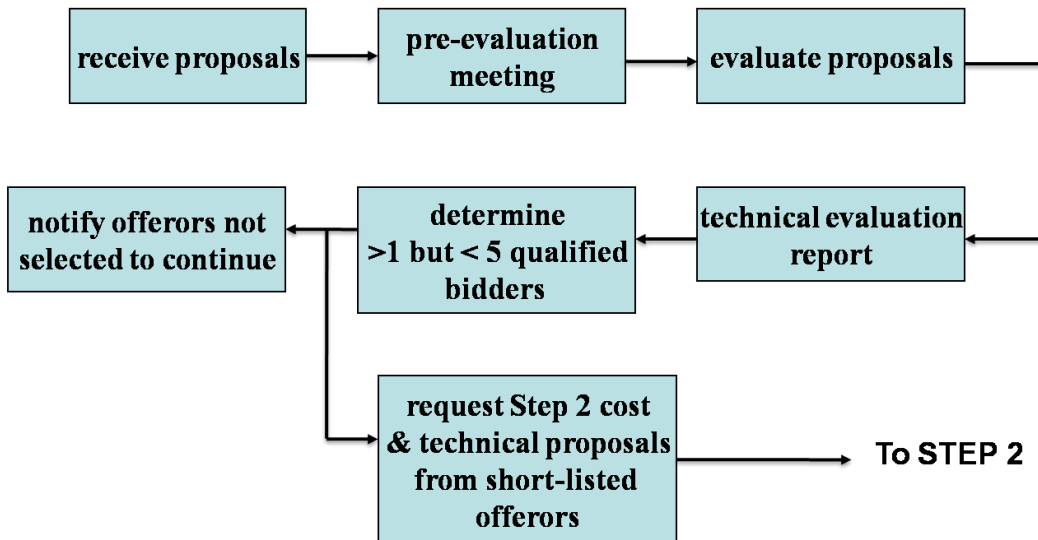 receive proposals
pre-evaluation
meeting
evaluate proposals
technical evaluation
report
determine
>1 but < 5 qualified
bidders
notify offerors not
selected to continue
request Step 2 cost
& technical proposals
from short-listed
offerors
To STEP 2